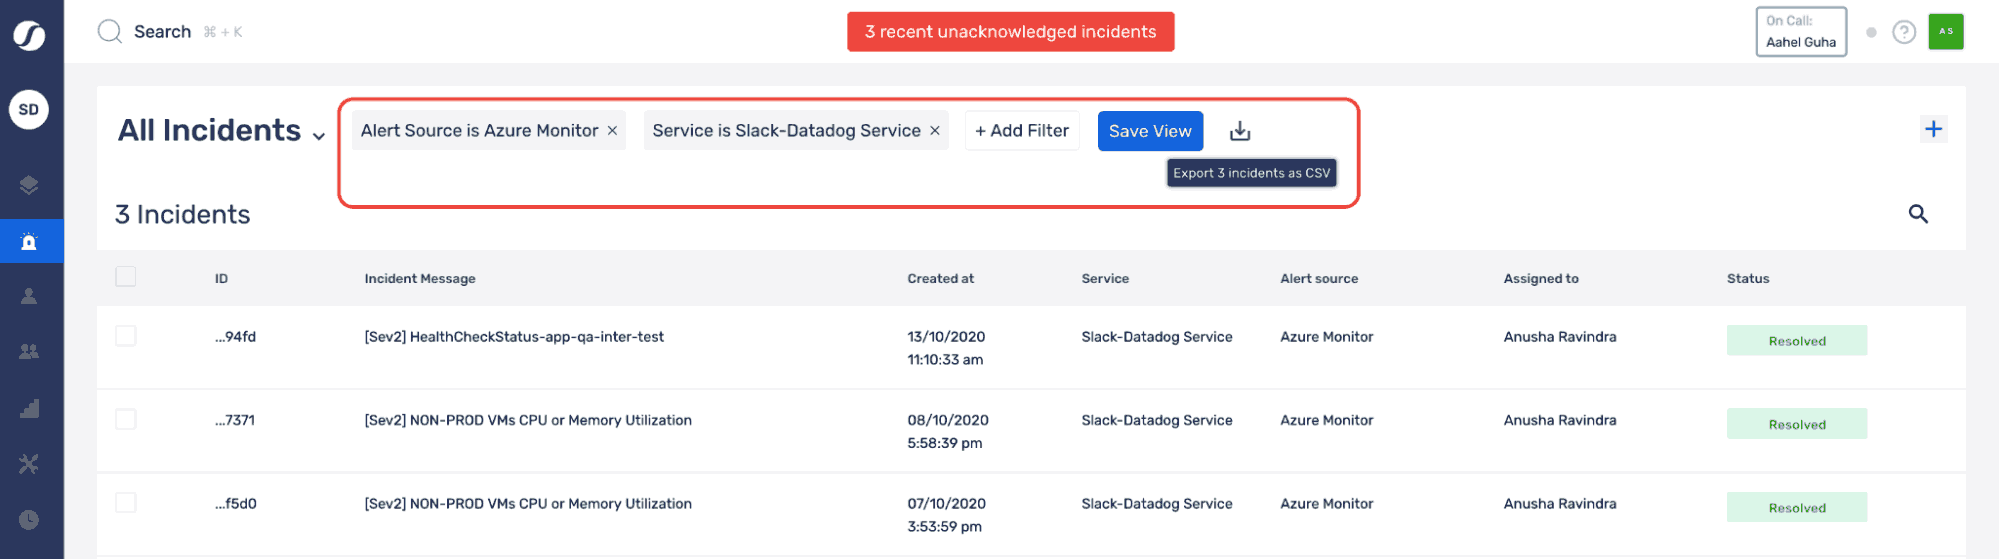 Search ⌘ + K
3 recent unacknowledged incidents
On Call:
Aahel Guha
?
A S
SD
All Incidents
Alert Source is Azure Monitor ×
Service is Slack-Datadog Service ×
+ Add Filter
Save View
Export 3 incidents as CSV
3 Incidents
ID Incident Message Created at Service Alert source Assigned to Status
...94fd [Sev2] HealthCheckStatus-app-qa-inter-test 13/10/2020 Slack-Datadog Service Azure Monitor Anusha Ravindra Resolved
11:10:33 am
...7371 [Sev2] NON-PROD VMs CPU or Memory Utilization 08/10/2020 Slack-Datadog Service Azure Monitor Anusha Ravindra Resolved
5:58:39 pm
...f5d0 [Sev2] NON-PROD VMs CPU or Memory Utilization 07/10/2020 Slack-Datadog Service Azure Monitor Anusha Ravindra Resolved
3:53:59 pm